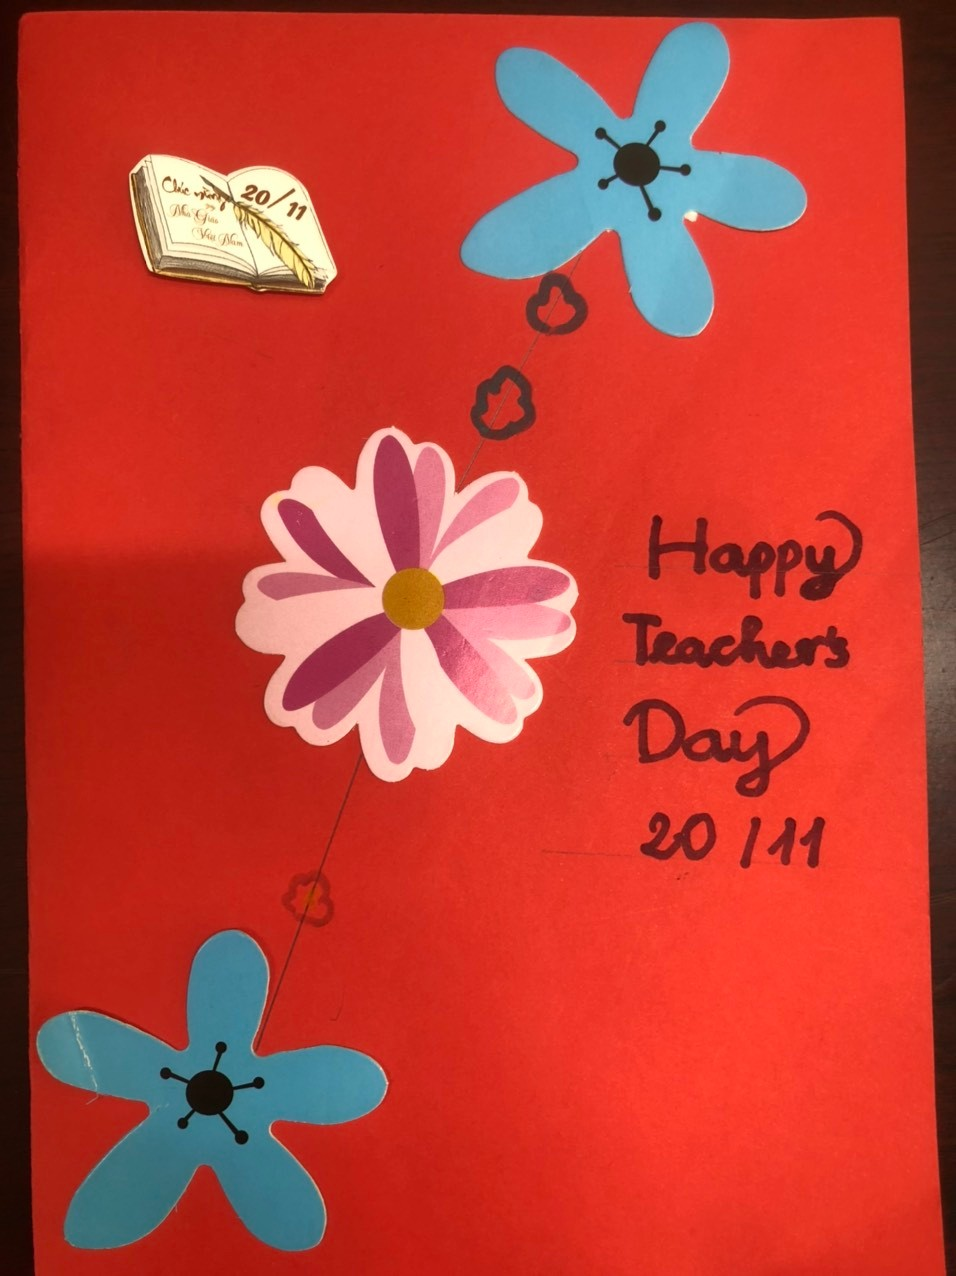 Chúc mừng
20/11
Nhà Giáo
Việt Nam
Happy
Teacher's
Day
20/11